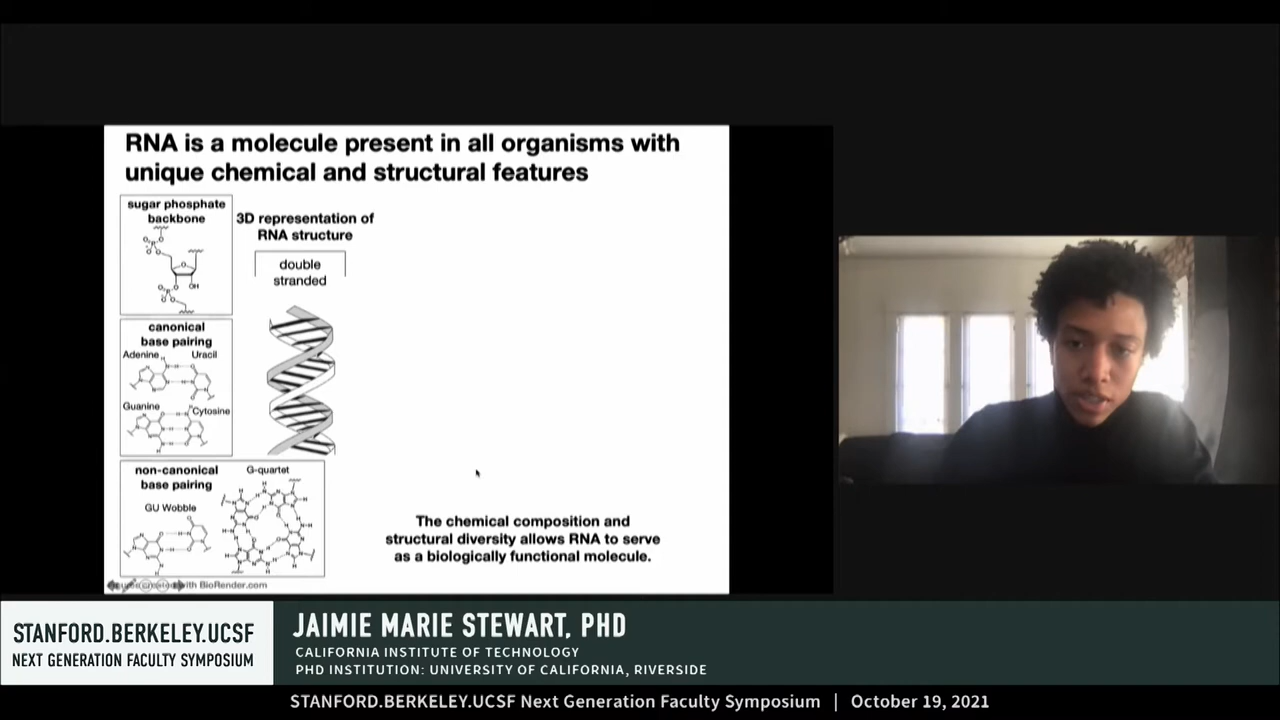 RNA is a molecule present in all organisms with
unique chemical and structural features
sugar phosphate
backbone
3D representation of
RNA structure
double
stranded
canonical
base pairing
Adenine
Uracil
Guanine
Cytosine
non-canonical
base pairing
G-quartet
GU Wobble
The chemical composition and
structural diversity allows RNA to serve
as a biologically functional molecule.
with BioRender.com
STANFORD.BERKELEY.UCSF
NEXT GENERATION FACULTY SYMPOSIUM
JAIMIE MARIE STEWART, PHD
CALIFORNIA INSTITUTE OF TECHNOLOGY
PHD INSTITUTION: UNIVERSITY OF CALIFORNIA, RIVERSIDE
STANFORD.BERKELEY.UCSF Next Generation Faculty Symposium | October 19, 2021